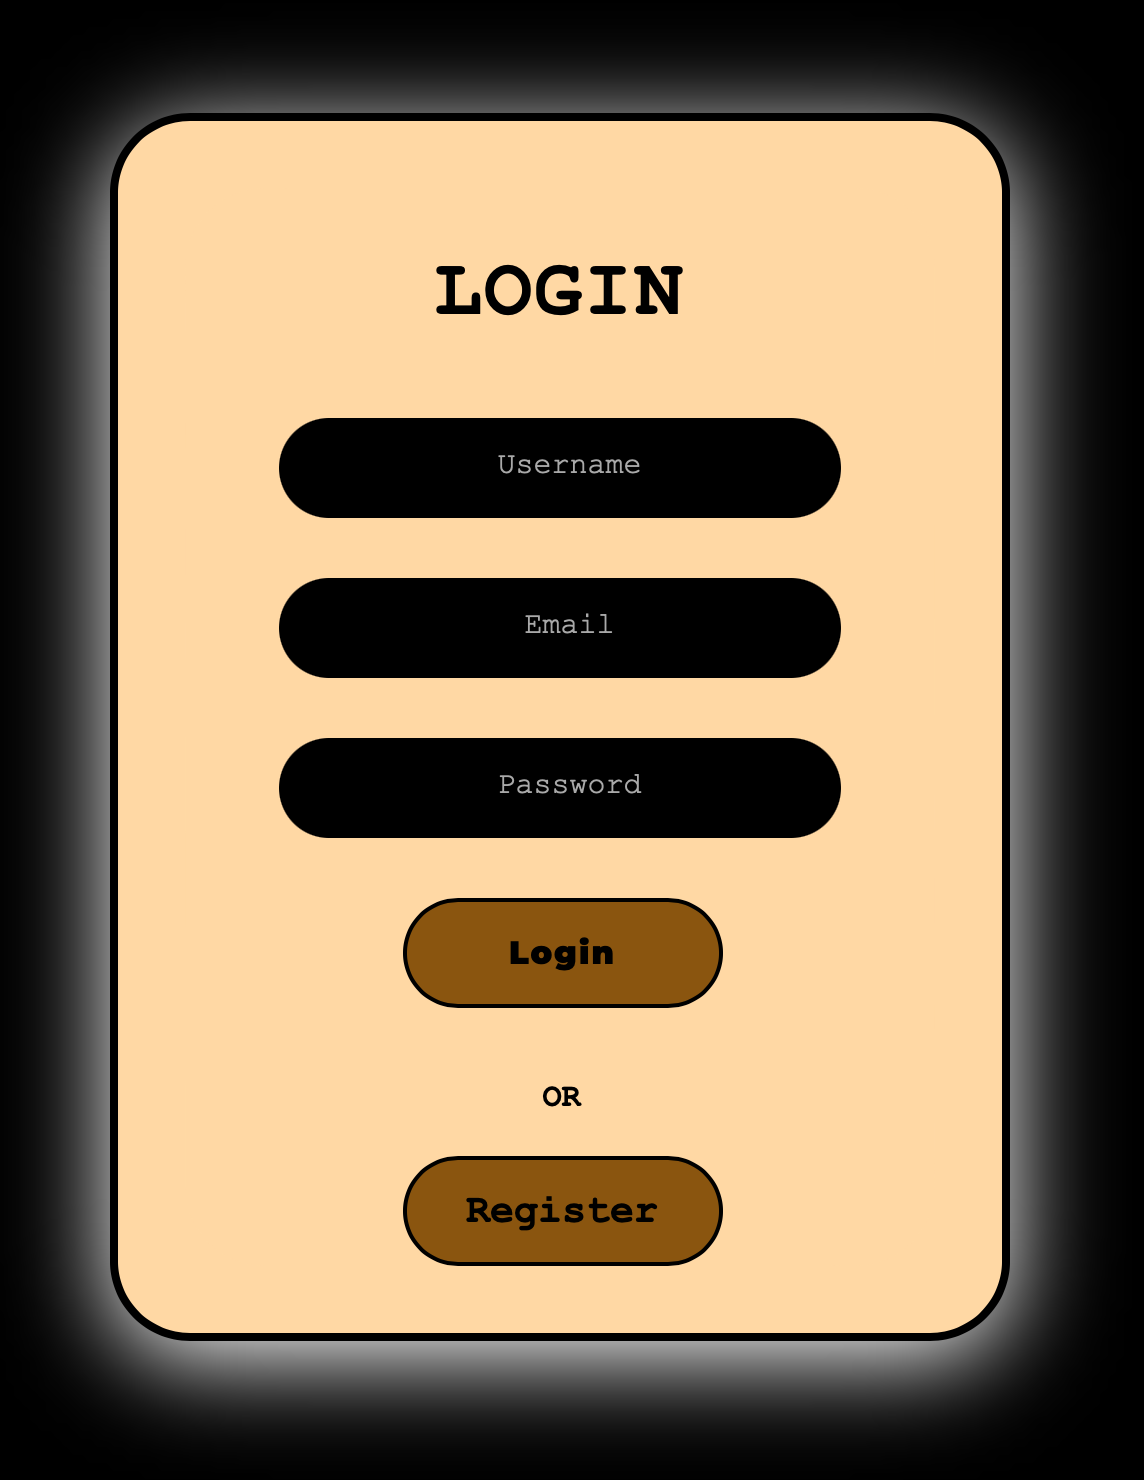 LOGIN
Username
Email
Password
Login
OR
Register